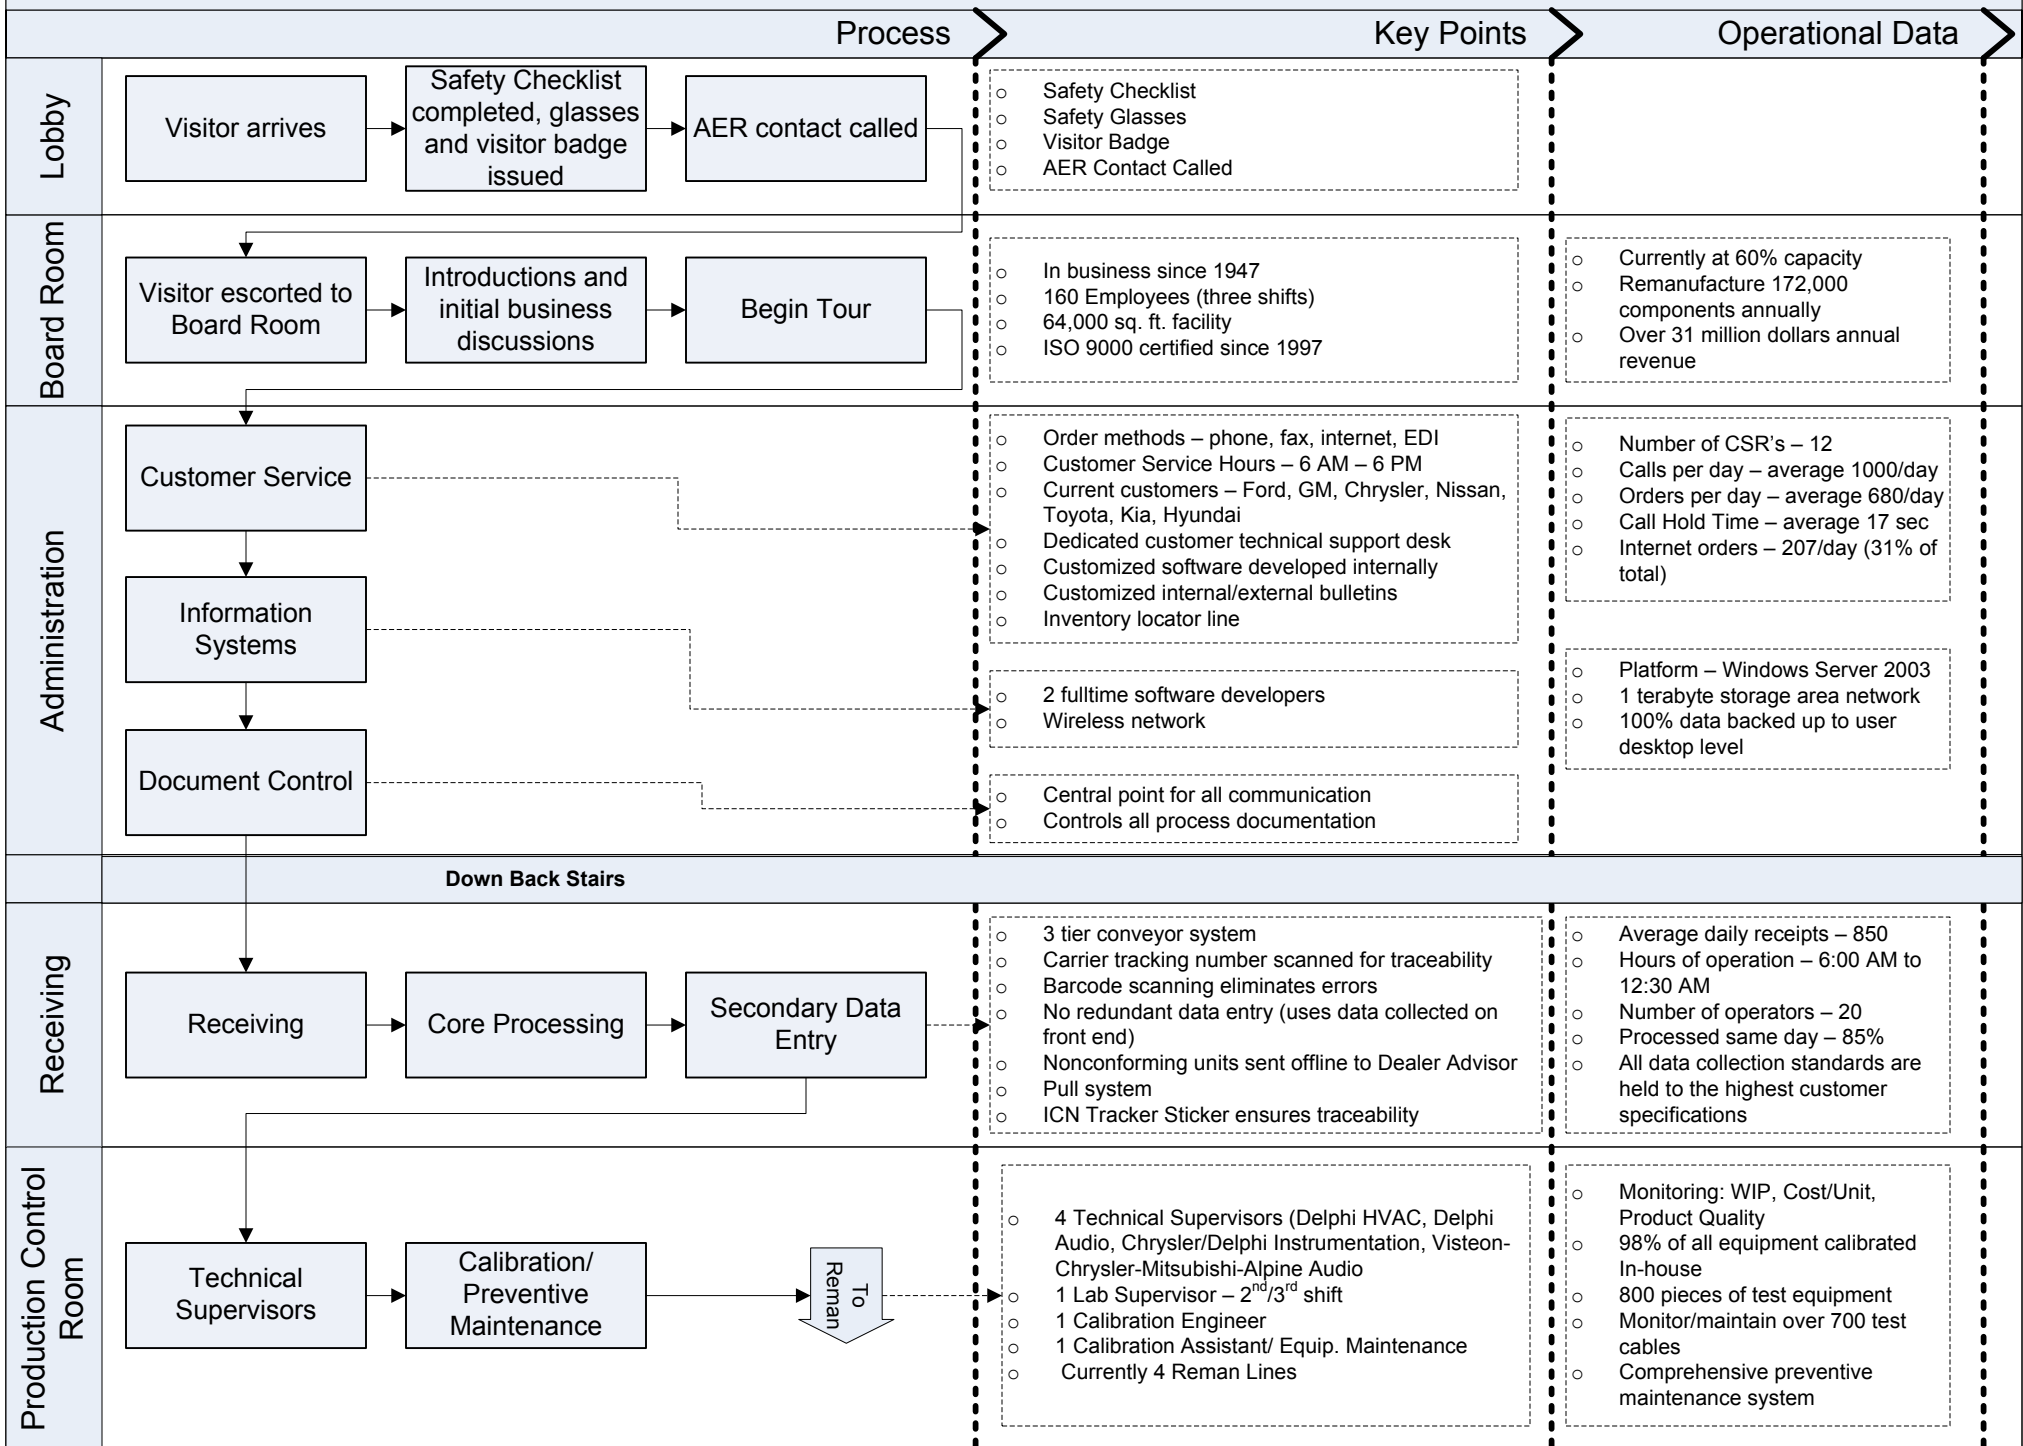 Process
Key Points
Operational Data
Lobby
Visitor arrives
Safety Checklist
completed, glasses
and visitor badge
issued
AER contact called
o Safety Checklist
o Safety Glasses
o Visitor Badge
o AER Contact Called
Board Room
Visitor escorted to
Board Room
Introductions and
initial business
discussions
Begin Tour
o In business since 1947
o 160 Employees (three shifts)
o 64,000 sq. ft. facility
o ISO 9000 certified since 1997
o Currently at 60% capacity
o Remanufacture 172,000
components annually
o Over 31 million dollars annual
revenue
Administration
Customer Service
Information
Systems
Document Control
o Order methods – phone, fax, internet, EDI
o Customer Service Hours – 6 AM – 6 PM
o Current customers – Ford, GM, Chrysler, Nissan,
Toyota, Kia, Hyundai
o Dedicated customer technical support desk
o Customized software developed internally
o Customized internal/external bulletins
o Inventory locator line
o 2 fulltime software developers
o Wireless network
o Central point for all communication
o Controls all process documentation
o Number of CSR's – 12
o Calls per day – average 1000/day
o Orders per day – average 680/day
o Call Hold Time – average 17 sec
o Internet orders – 207/day (31% of
total)
o Platform – Windows Server 2003
o 1 terabyte storage area network
o 100% data backed up to user
desktop level
Down Back Stairs
Receiving
Receiving
Core Processing
Secondary Data
Entry
o 3 tier conveyor system
o Carrier tracking number scanned for traceability
o Barcode scanning eliminates errors
o No redundant data entry (uses data collected on
front end)
o Nonconforming units sent offline to Dealer Advisor
o Pull system
o ICN Tracker Sticker ensures traceability
o Average daily receipts – 850
o Hours of operation – 6:00 AM to
12:30 AM
o Number of operators – 20
o Processed same day – 85%
o All data collection standards are
held to the highest customer
specifications
Production Control
Room
Technical
Supervisors
Calibration/
Preventive
Maintenance
To
Reman
o 4 Technical Supervisors (Delphi HVAC, Delphi
Audio, Chrysler/Delphi Instrumentation, Visteon-
Chrysler-Mitsubishi-Alpine Audio
o 1 Lab Supervisor – 2nd/3rd shift
o 1 Calibration Engineer
o 1 Calibration Assistant/ Equip. Maintenance
o Currently 4 Reman Lines
o Monitoring: WIP, Cost/Unit,
Product Quality
o 98% of all equipment calibrated
In-house
o 800 pieces of test equipment
o Monitor/maintain over 700 test
cables
o Comprehensive preventive
maintenance system